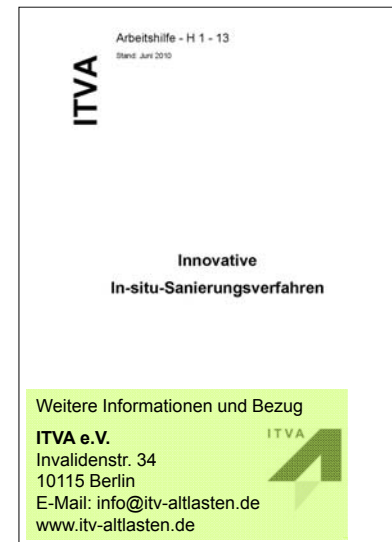 Arbeitshilfe - H 1 - 13
Stand: Juni 2010
ITVA
Innovative
In-situ-Sanierungsverfahren
Weitere Informationen und Bezug
ITVA e.V.
ITVA
Invalidenstr. 34
10115 Berlin
E-Mail: info@itv-altlasten.de
www.itv-altlasten.de